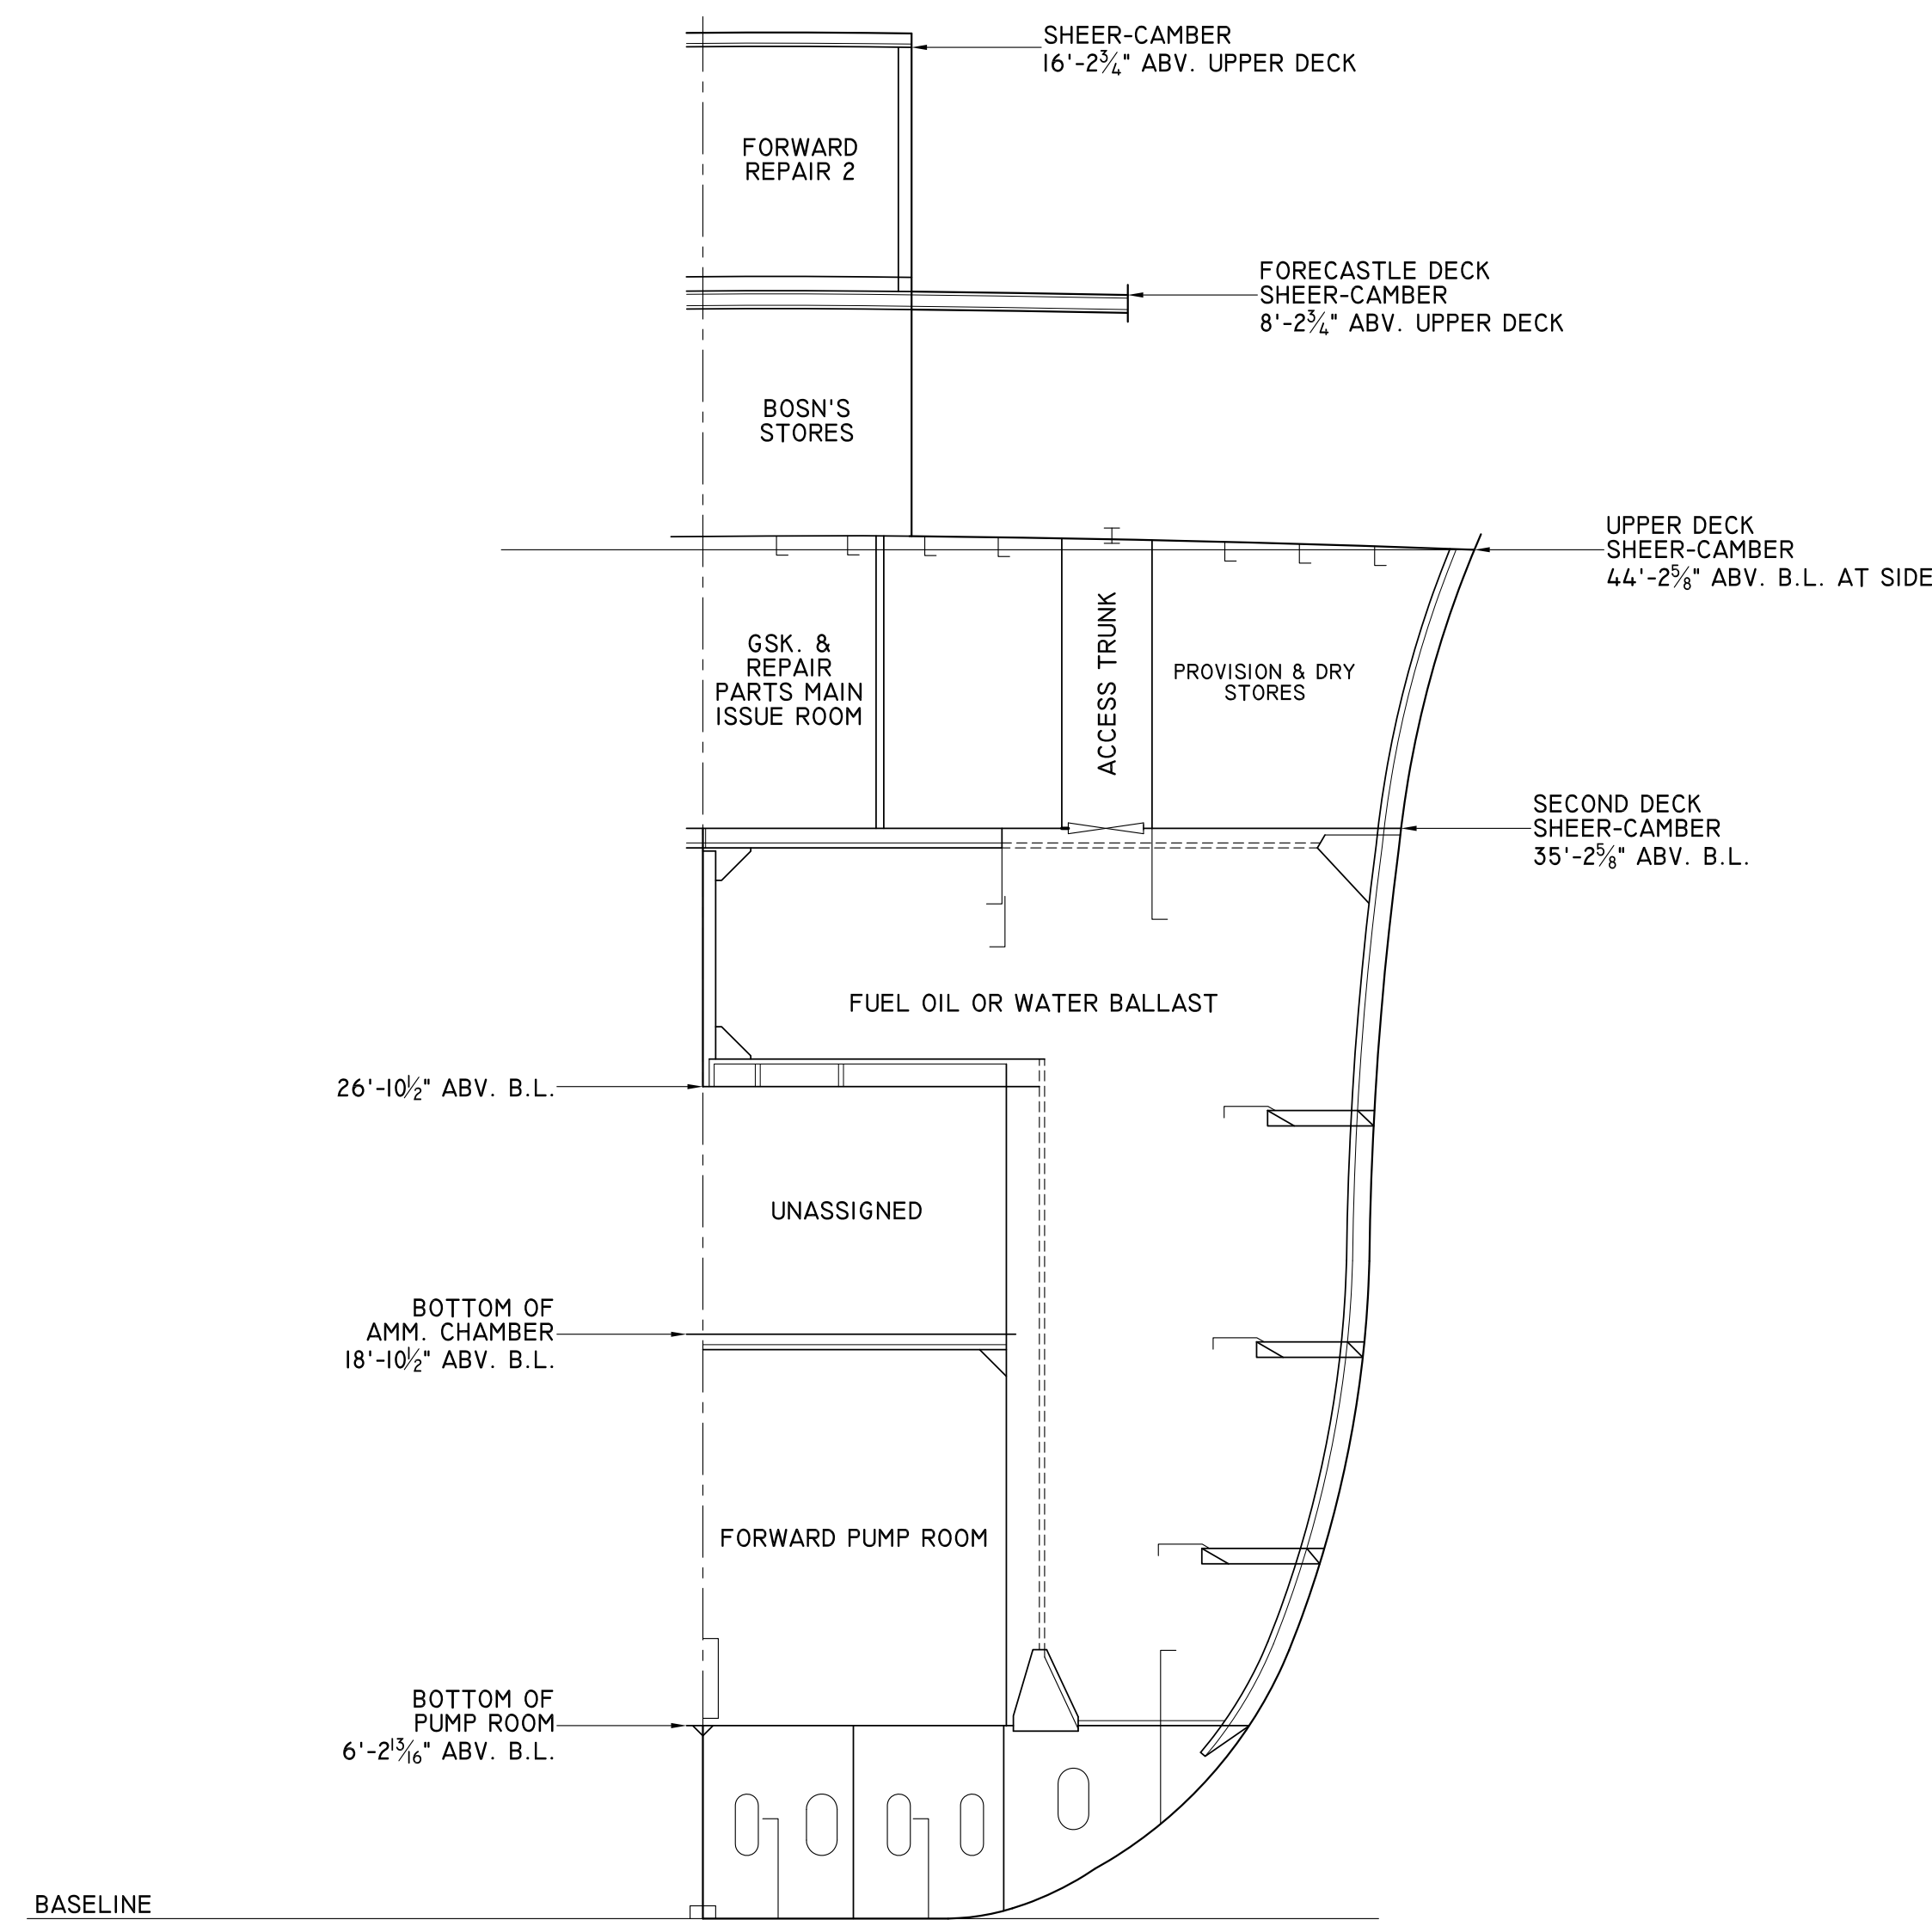 SHEER-CAMBER
16'-2¾" ABV. UPPER DECK
FORWARD
REPAIR 2
FORECASTLE DECK
SHEER-CAMBER
8'-2¾" ABV. UPPER DECK
BOSN'S
STORES
UPPER DECK
SHEER-CAMBER
44'-2⅝" ABV. B.L. AT SIDE
GSK. &
REPAIR
PARTS MAIN
ISSUE ROOM
ACCESS TRUNK
PROVISION & DRY
STORES
SECOND DECK
SHEER-CAMBER
35'-2⅝" ABV. B.L.
FUEL OIL OR WATER BALLAST
26'-10½" ABV. B.L.
UNASSIGNED
BOTTOM OF
AMM. CHAMBER
18'-10½" ABV. B.L.
FORWARD PUMP ROOM
BOTTOM OF
PUMP ROOM
6'-2 13/16" ABV. B.L.
BASELINE